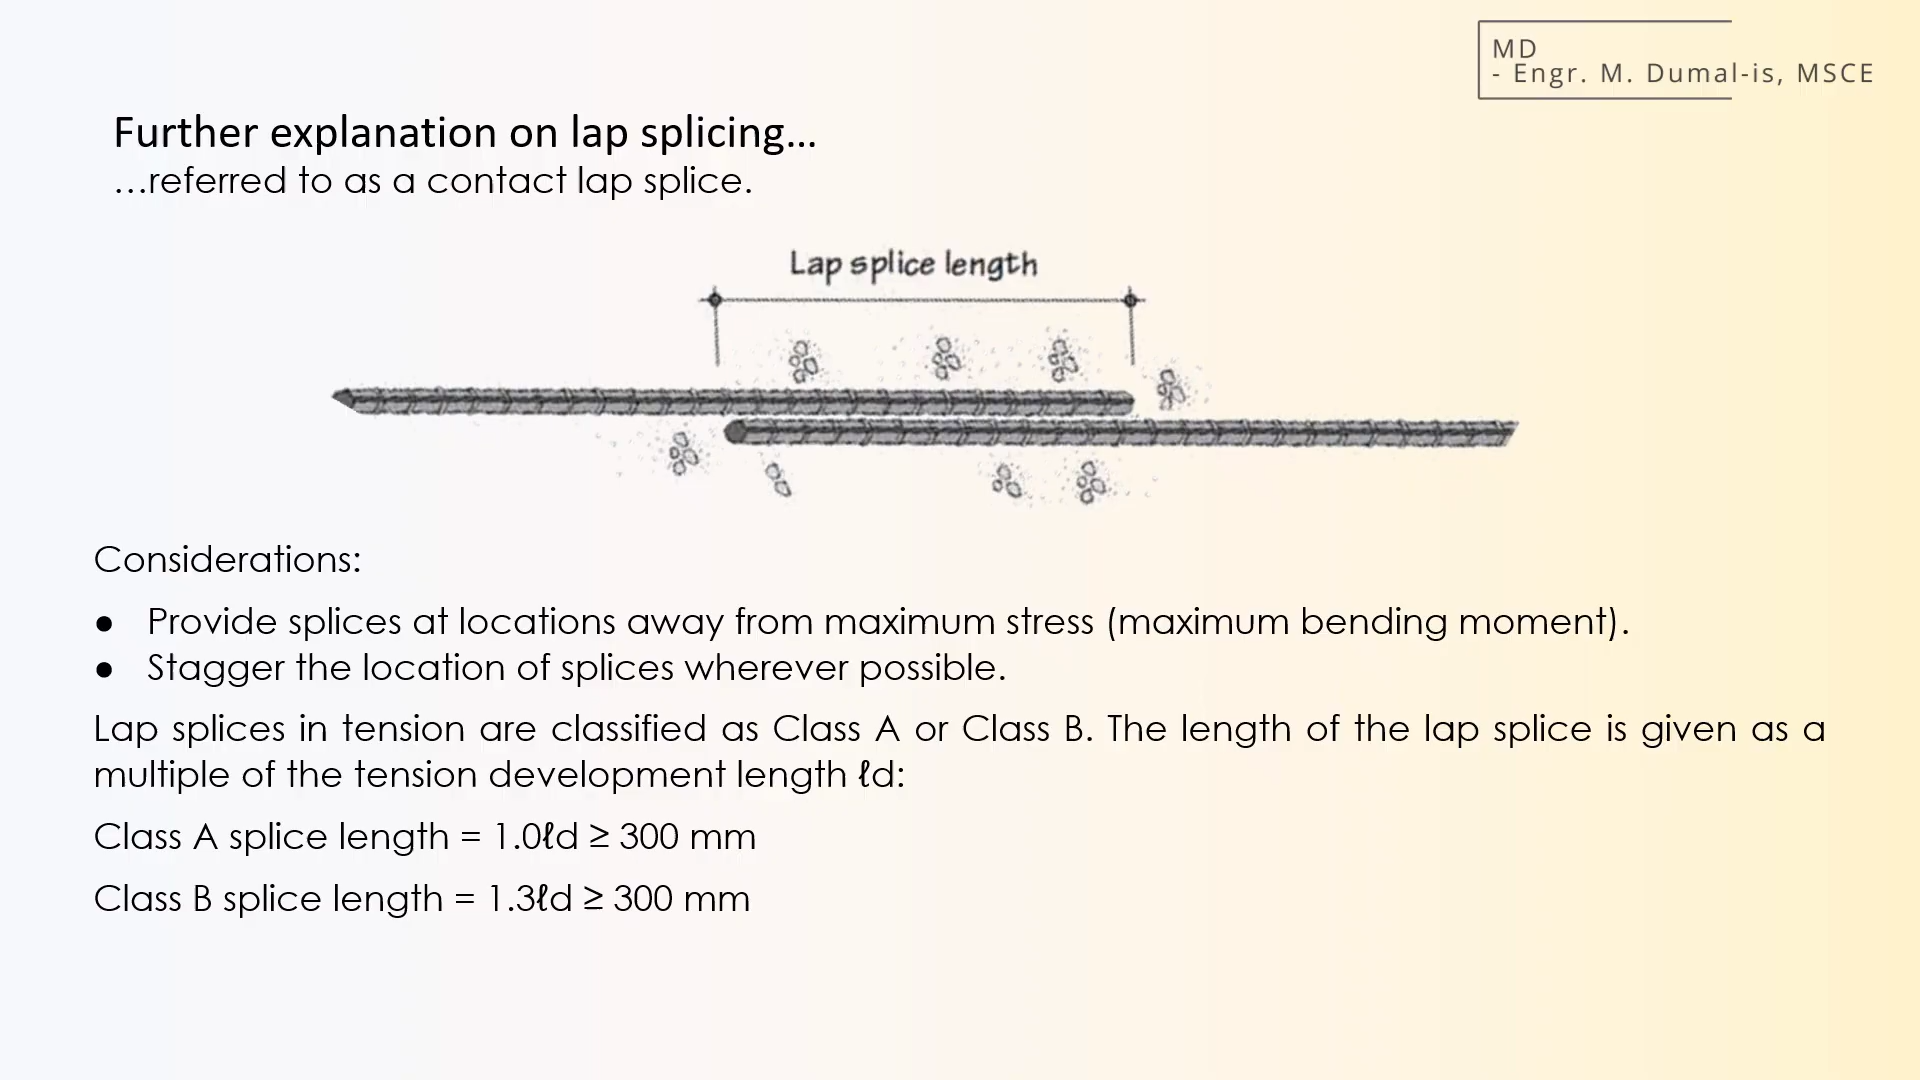 MD
- Engr. M. Dumal-is, MSCE
Further explanation on lap splicing...
...referred to as a contact lap splice.
Lap splice length
Considerations:
● Provide splices at locations away from maximum stress (maximum bending moment).
● Stagger the location of splices wherever possible.
Lap splices in tension are classified as Class A or Class B. The length of the lap splice is given as a
multiple of the tension development length ℓd:
Class A splice length = 1.0ℓd ≥ 300 mm
Class B splice length = 1.3ℓd ≥ 300 mm